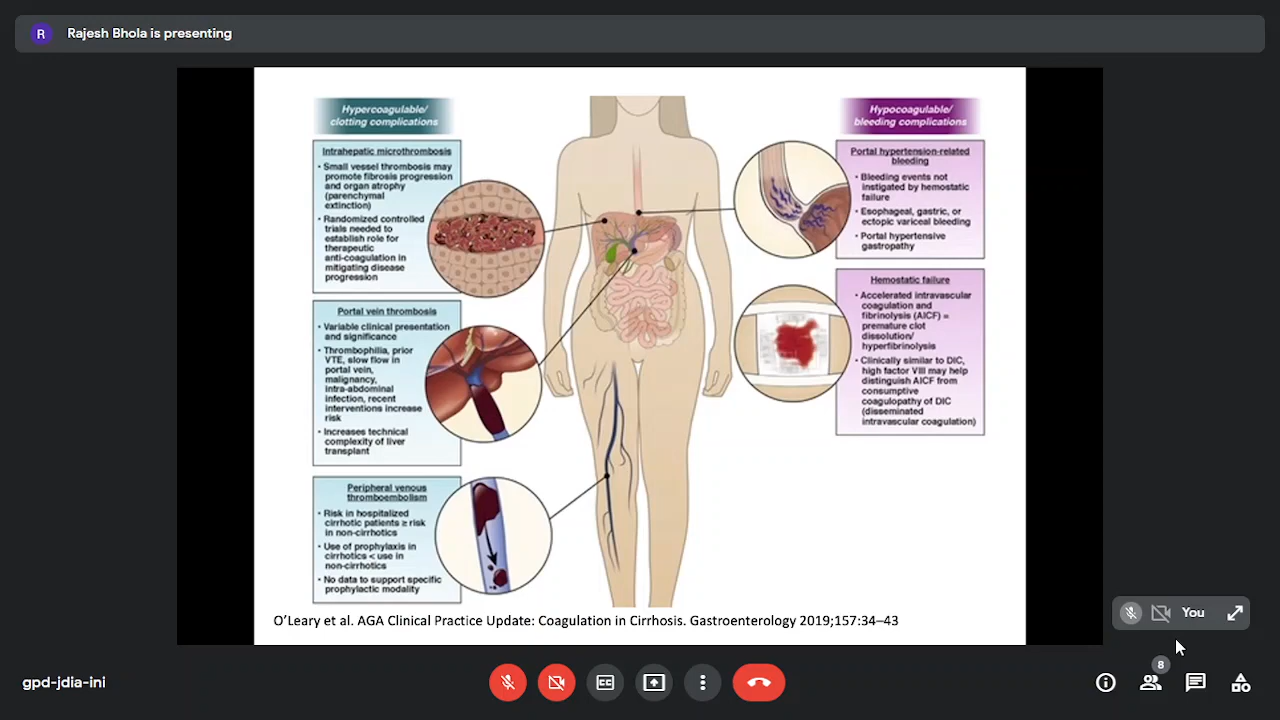 R
Rajesh Bhola is presenting
Hypercoagulable/
clotting complications
Intrahepatic microthrombosis
• Small vessel thrombosis may
promote fibrosis progression
and organ atrophy
(parenchymal
extinction)
• Randomized controlled
trials needed to
establish role for
therapeutic
anti-coagulation in
mitigating disease
progression
Portal vein thrombosis
• Variable clinical presentation
and significance
• Thrombophilia, prior
VTE, slow flow in
portal vein,
malignancy,
intra-abdominal
infection, recent
interventions increase
risk
• Increases technical
complexity of liver
transplant
Peripheral venous
thromboembolism
• Risk in hospitalized
cirrhotic patients ≥ risk
in non-cirrhotics
• Use of prophylaxis in
cirrhotics < use in
non-cirrhotics
• No data to support specific
prophylactic modality
Hypocoagulable/
bleeding complications
Portal hypertension-related
bleeding
• Bleeding events not
instigated by hemostatic
failure
• Esophageal, gastric, or
ectopic variceal bleeding
• Portal hypertensive
gastropathy
Hemostatic failure
• Accelerated intravascular
coagulation and
fibrinolysis (AICF) =
premature clot
dissolution/
hyperfibrinolysis
• Clinically similar to DIC,
high factor VIII may help
distinguish AICF from
consumptive
coagulopathy of DIC
(disseminated
intravascular coagulation)
O'Leary et al. AGA Clinical Practice Update: Coagulation in Cirrhosis. Gastroenterology 2019;157:34–43
You
gpd-jdia-ini
CC
8